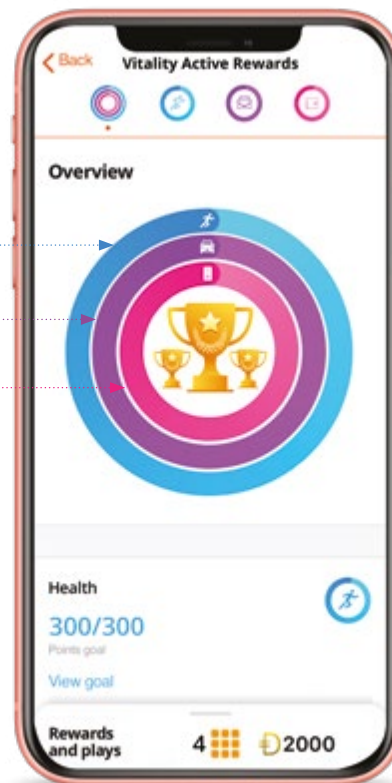 Back
Vitality Active Rewards
Overview
Health
300/300
Points goal
View goal
Rewards
and plays
4
2000